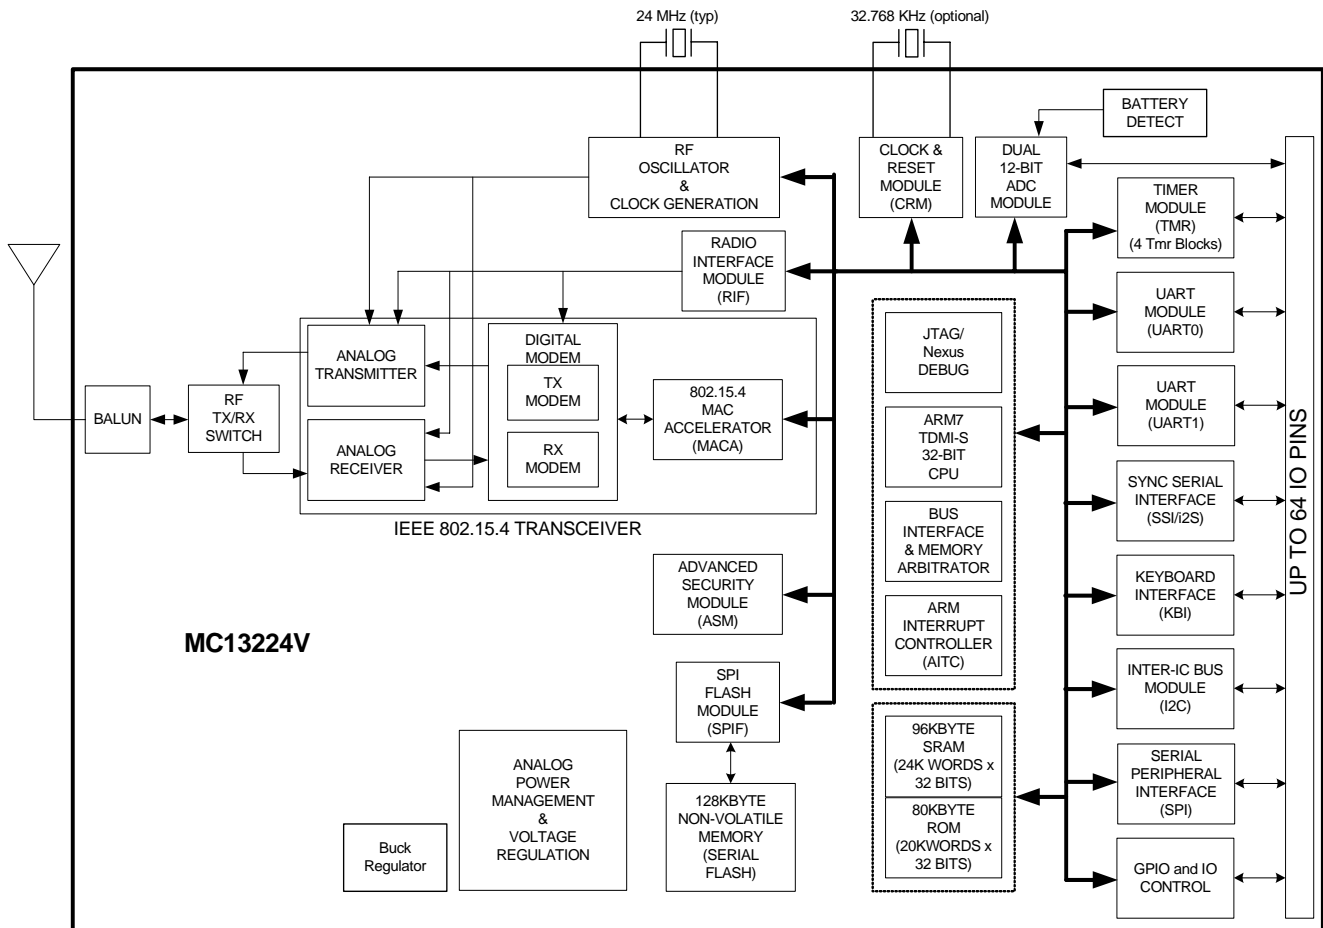 24 MHz (typ)
32.768 KHz (optional)
BATTERY
DETECT
RF
OSCILLATOR
&
CLOCK GENERATION
CLOCK &
RESET
MODULE
(CRM)
DUAL
12-BIT
ADC
MODULE
TIMER
MODULE
(TMR)
(4 Tmr Blocks)
RADIO
INTERFACE
MODULE
(RIF)
UART
MODULE
(UART0)
JTAG/
Nexus
DEBUG
ANALOG
TRANSMITTER
DIGITAL
MODEM
TX
MODEM
RX
MODEM
802.15.4
MAC
ACCELERATOR
(MACA)
BALUN
RF
TX/RX
SWITCH
ANALOG
RECEIVER
IEEE 802.15.4 TRANSCEIVER
ARM7
TDMI-S
32-BIT
CPU
UART
MODULE
(UART1)
BUS
INTERFACE
& MEMORY
ARBITRATOR
SYNC SERIAL
INTERFACE
(SSI/i2S)
UP TO 64 IO PINS
ADVANCED
SECURITY
MODULE
(ASM)
ARM
INTERRUPT
CONTROLLER
(AITC)
KEYBOARD
INTERFACE
(KBI)
MC13224V
SPI
FLASH
MODULE
(SPIF)
INTER-IC BUS
MODULE
(I2C)
ANALOG
POWER
MANAGEMENT
&
VOLTAGE
REGULATION
96KBYTE
SRAM
(24K WORDS x
32 BITS)
SERIAL
PERIPHERAL
INTERFACE
(SPI)
Buck
Regulator
128KBYTE
NON-VOLATILE
MEMORY
(SERIAL
FLASH)
80KBYTE
ROM
(20KWORDS x
32 BITS)
GPIO and IO
CONTROL